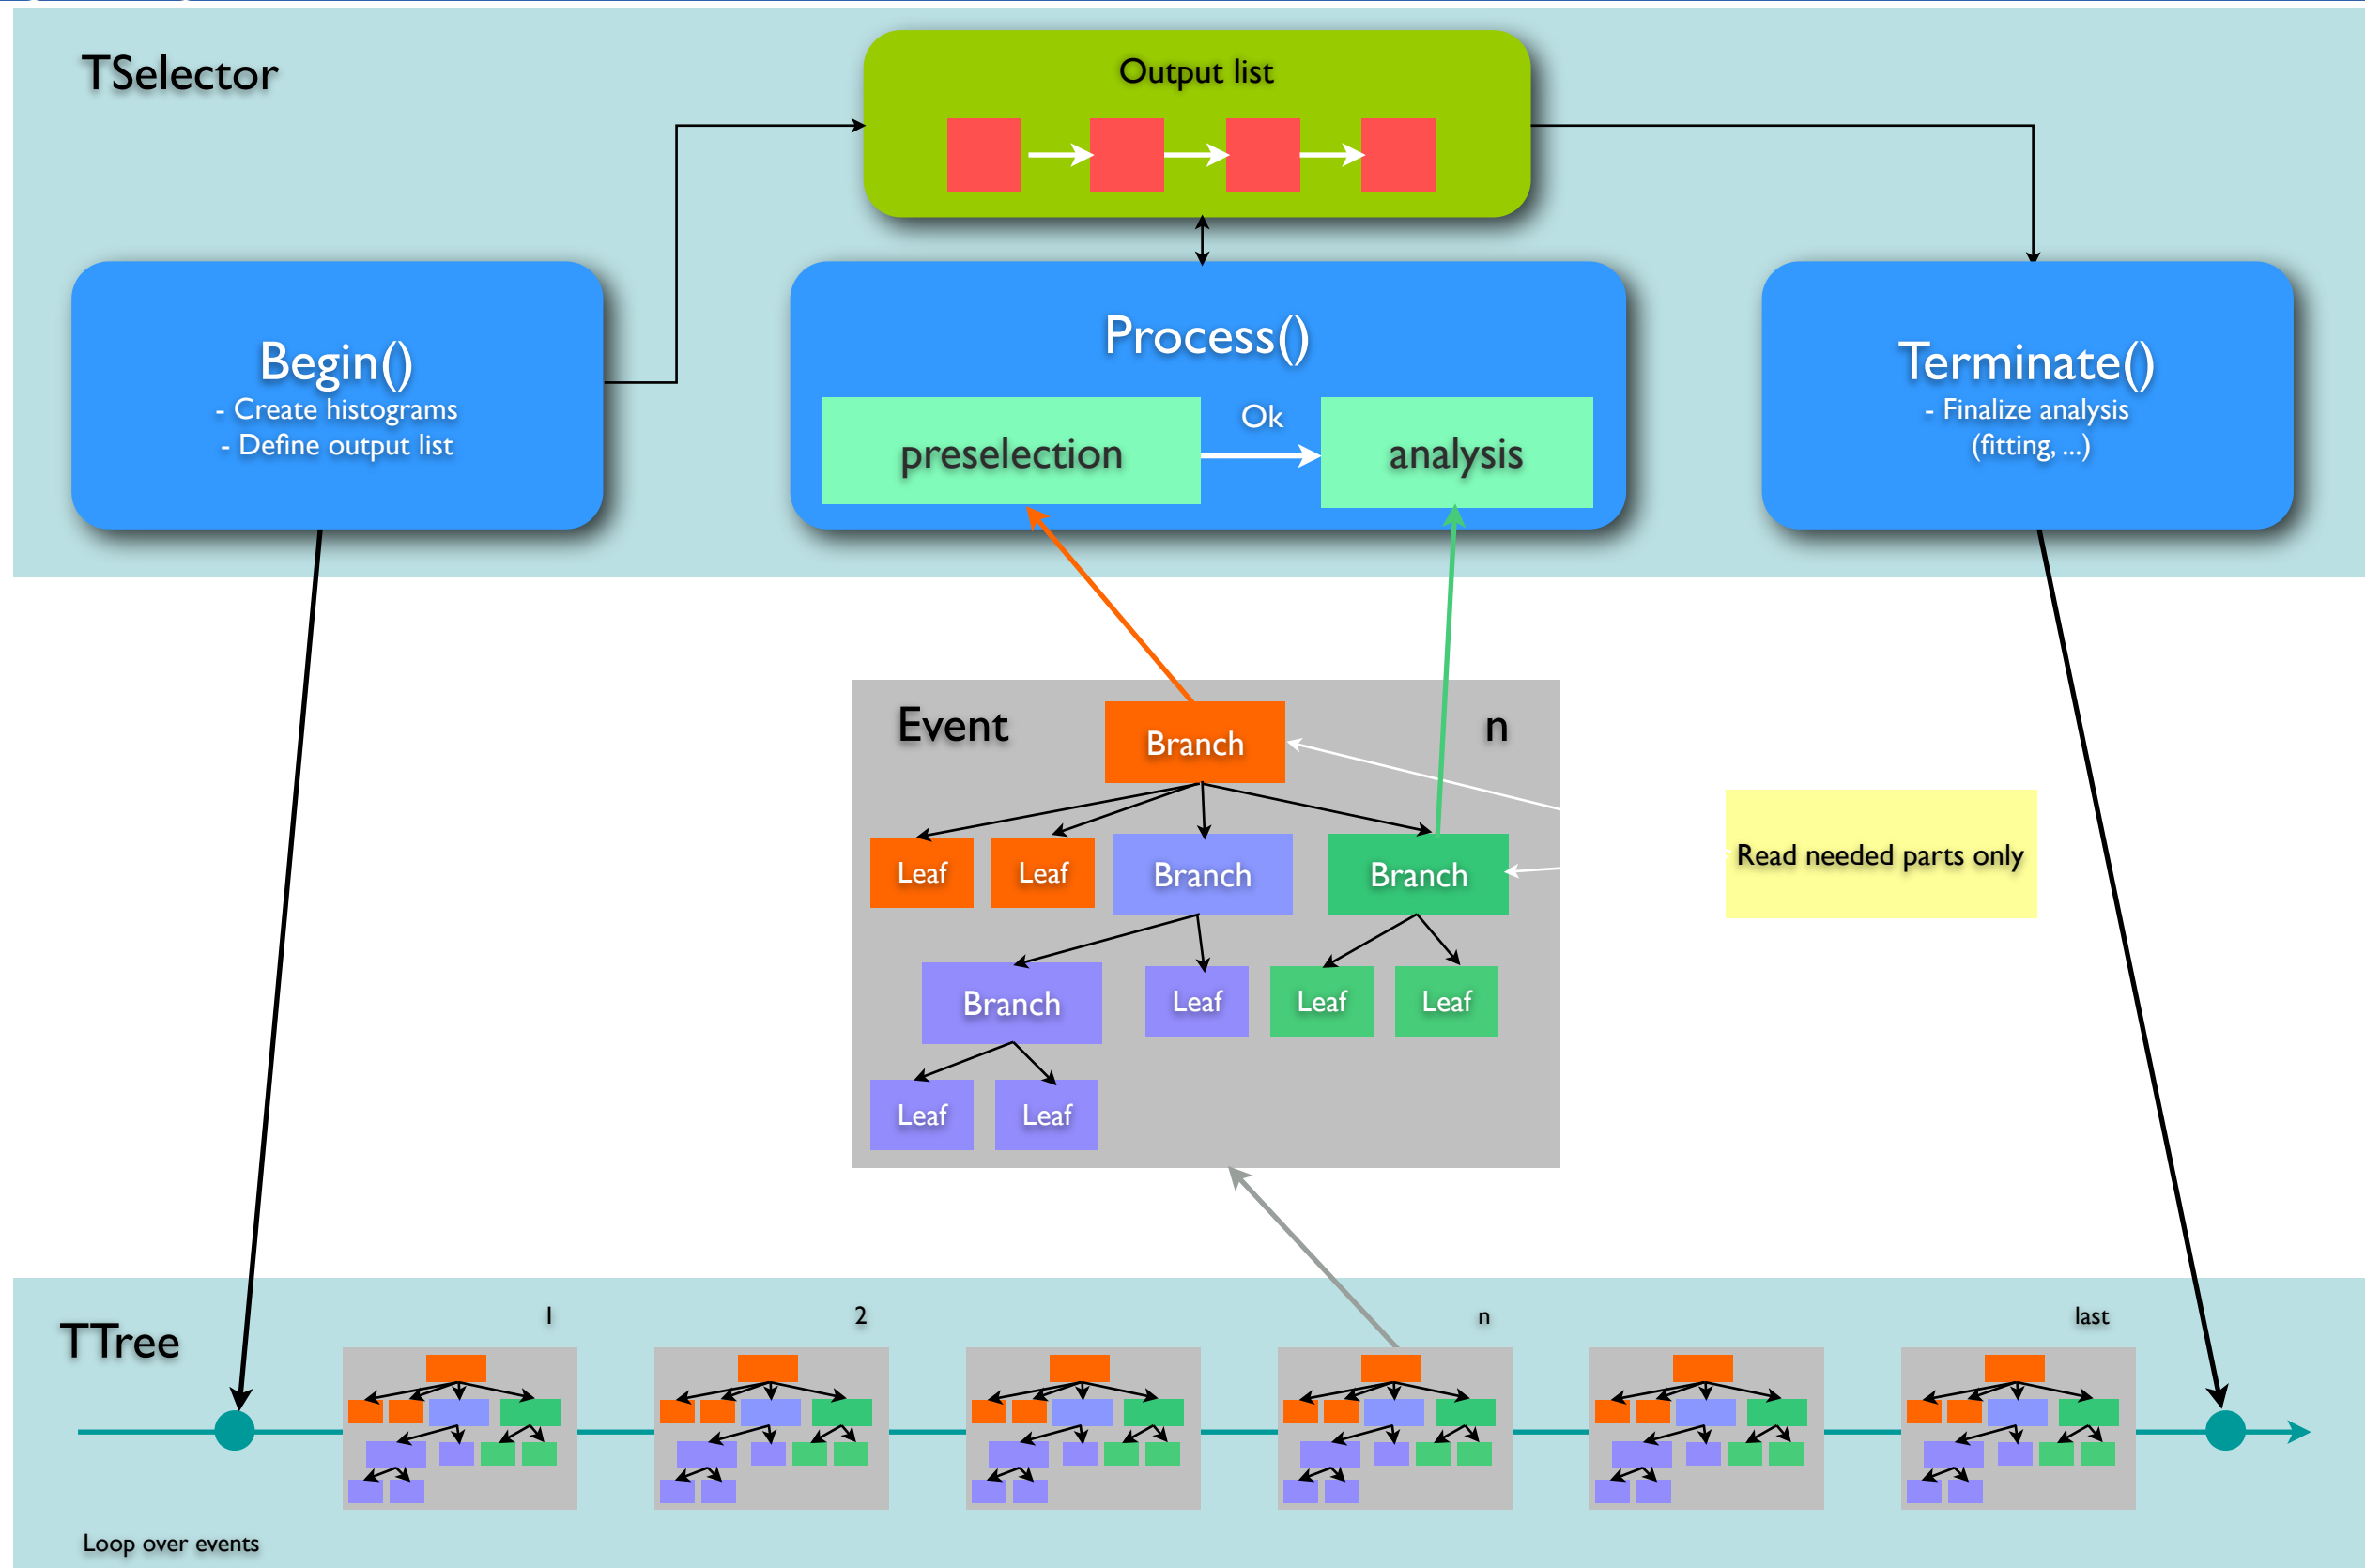 TSelector
Output list
Begin()
- Create histograms
- Define output list
Process()
preselection
Ok
analysis
Terminate()
- Finalize analysis
(fitting, ...)
Event
n
Branch
Leaf
Leaf
Branch
Branch
Read needed parts only
Branch
Leaf
Leaf
Leaf
Leaf
Leaf
TTree
1
2
n
last
Loop over events